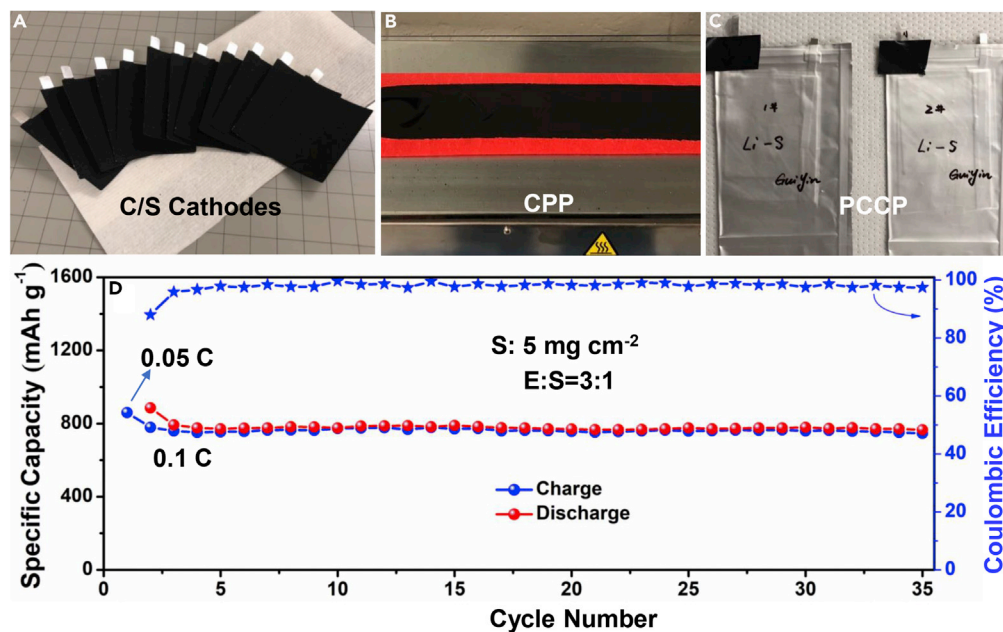 A
C/S Cathodes
B
CPP
C
1#
Li-S
GuiYin
2#
Li-S
GuiYin
PCCP
D
Specific Capacity (mAh g⁻¹)
1600
1200
800
400
0
0.05 C
0.1 C
S: 5 mg cm⁻²
E:S=3:1
Charge
Discharge
0 5 10 15 20 25 30 35
Cycle Number
100
80
60
40
20
0
Coulombic Efficiency (%)